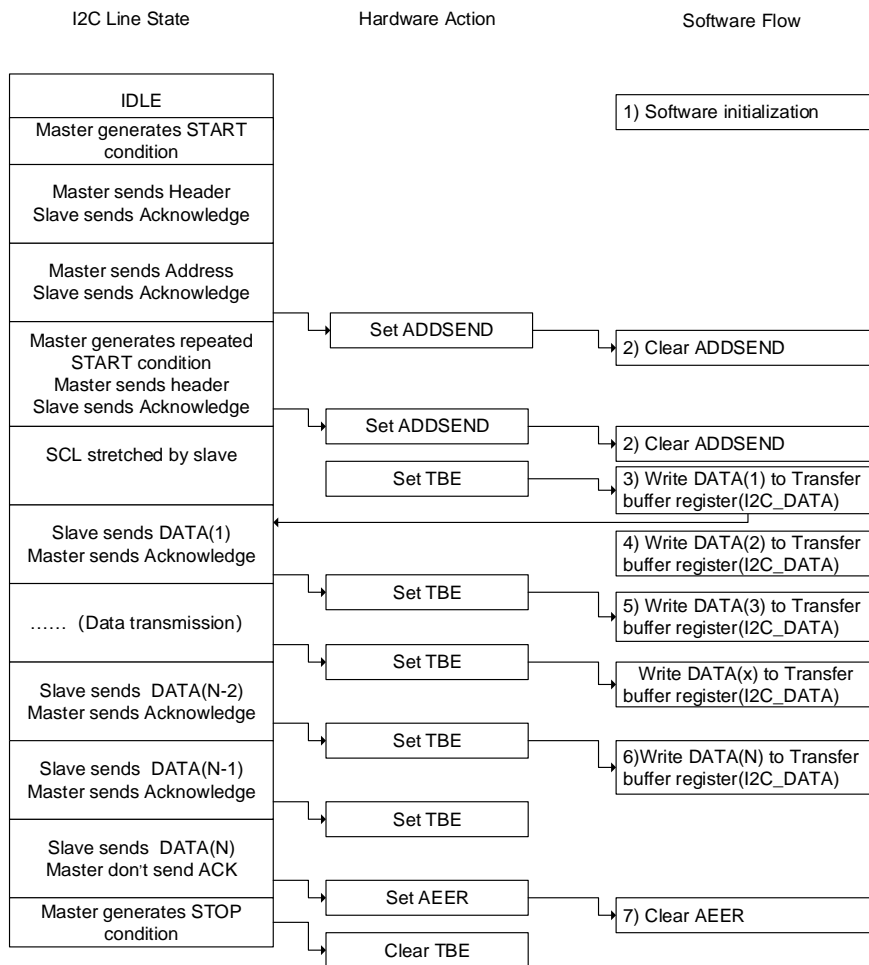 I2C Line State
Hardware Action
Software Flow
IDLE
1) Software initialization
Master generates START
condition
Master sends Header
Slave sends Acknowledge
Master sends Address
Slave sends Acknowledge
Set ADDSEND
2) Clear ADDSEND
Master generates repeated
START condition
Master sends header
Slave sends Acknowledge
Set ADDSEND
2) Clear ADDSEND
SCL stretched by slave
Set TBE
3) Write DATA(1) to Transfer
buffer register(I2C_DATA)
Slave sends DATA(1)
Master sends Acknowledge
4) Write DATA(2) to Transfer
buffer register(I2C_DATA)
Set TBE
5) Write DATA(3) to Transfer
buffer register(I2C_DATA)
…… (Data transmission)
Set TBE
Write DATA(x) to Transfer
buffer register(I2C_DATA)
Slave sends DATA(N-2)
Master sends Acknowledge
Set TBE
6)Write DATA(N) to Transfer
buffer register(I2C_DATA)
Slave sends DATA(N-1)
Master sends Acknowledge
Set TBE
Slave sends DATA(N)
Master don't send ACK
Set AEER
7) Clear AEER
Master generates STOP
condition
Clear TBE